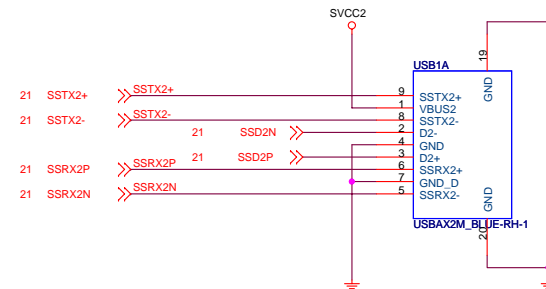 SVCC2
USB1A
19
GND
21 SSTX2+ SSTX2+ 9 SSTX2+
1 VBUS2
21 SSTX2- SSTX2- 8 SSTX2-
21 SSD2N 2 D2-
4 GND
21 SSD2P 3 D2+
21 SSRX2P SSRX2P 6 SSRX2+
7 GND_D
21 SSRX2N SSRX2N 5 SSRX2-
GND
USBAX2M_BLUE-RH-1
20